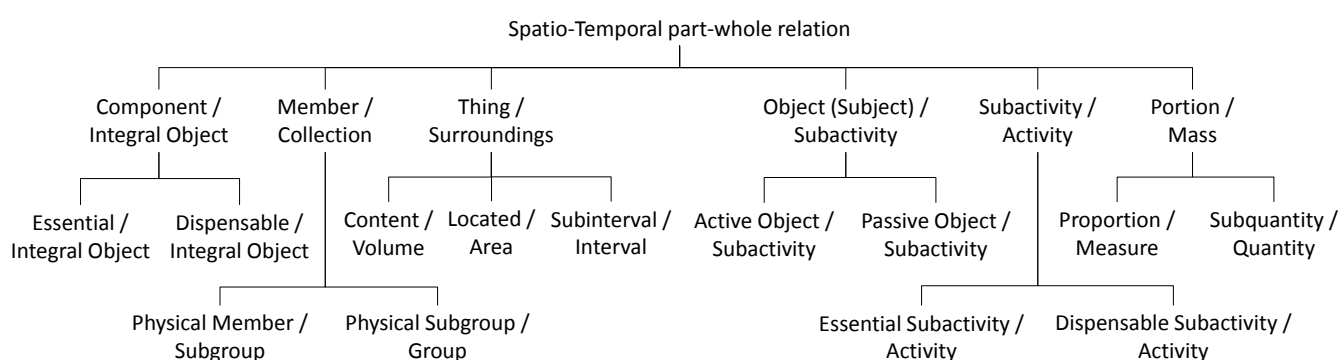 Spatio-Temporal part-whole relation
Component /
Integral Object
Member /
Collection
Thing /
Surroundings
Object (Subject) /
Subactivity
Subactivity /
Activity
Portion /
Mass
Essential /
Integral Object
Dispensable /
Integral Object
Content /
Volume
Located /
Area
Subinterval /
Interval
Active Object /
Subactivity
Passive Object /
Subactivity
Proportion /
Measure
Subquantity /
Quantity
Physical Member /
Subgroup
Physical Subgroup /
Group
Essential Subactivity /
Activity
Dispensable Subactivity /
Activity